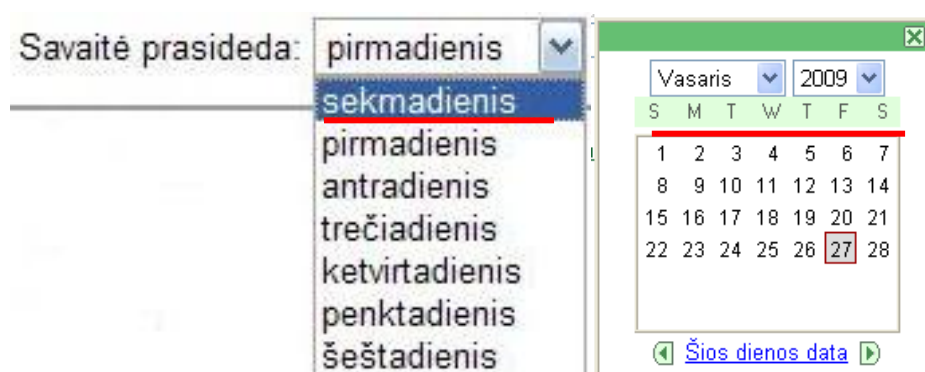 Savaitė prasideda: pirmadienis
sekmadienis
pirmadienis
antradienis
trečiadienis
ketvirtadienis
penktadienis
šeštadienis
Vasaris 2009
S M T W T F S
1 2 3 4 5 6 7
8 9 10 11 12 13 14
15 16 17 18 19 20 21
22 23 24 25 26 27 28
Šios dienos data